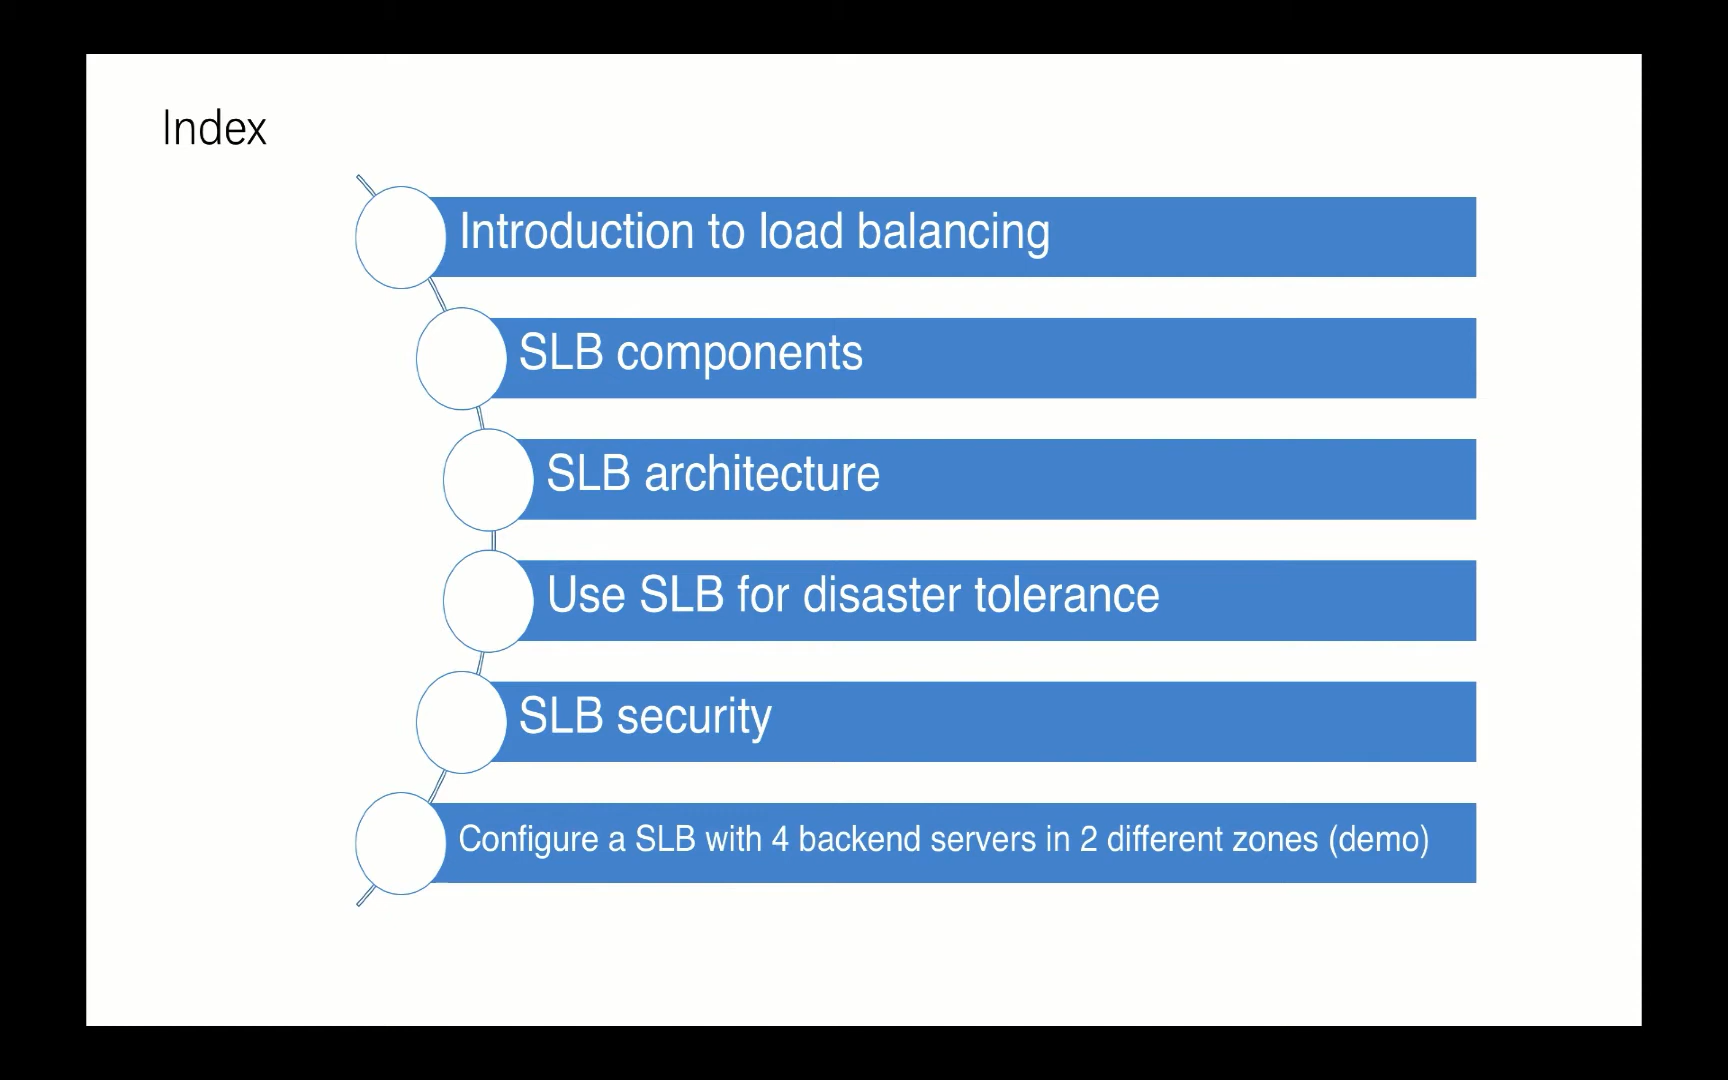 Index
Introduction to load balancing
SLB components
SLB architecture
Use SLB for disaster tolerance
SLB security
Configure a SLB with 4 backend servers in 2 different zones (demo)